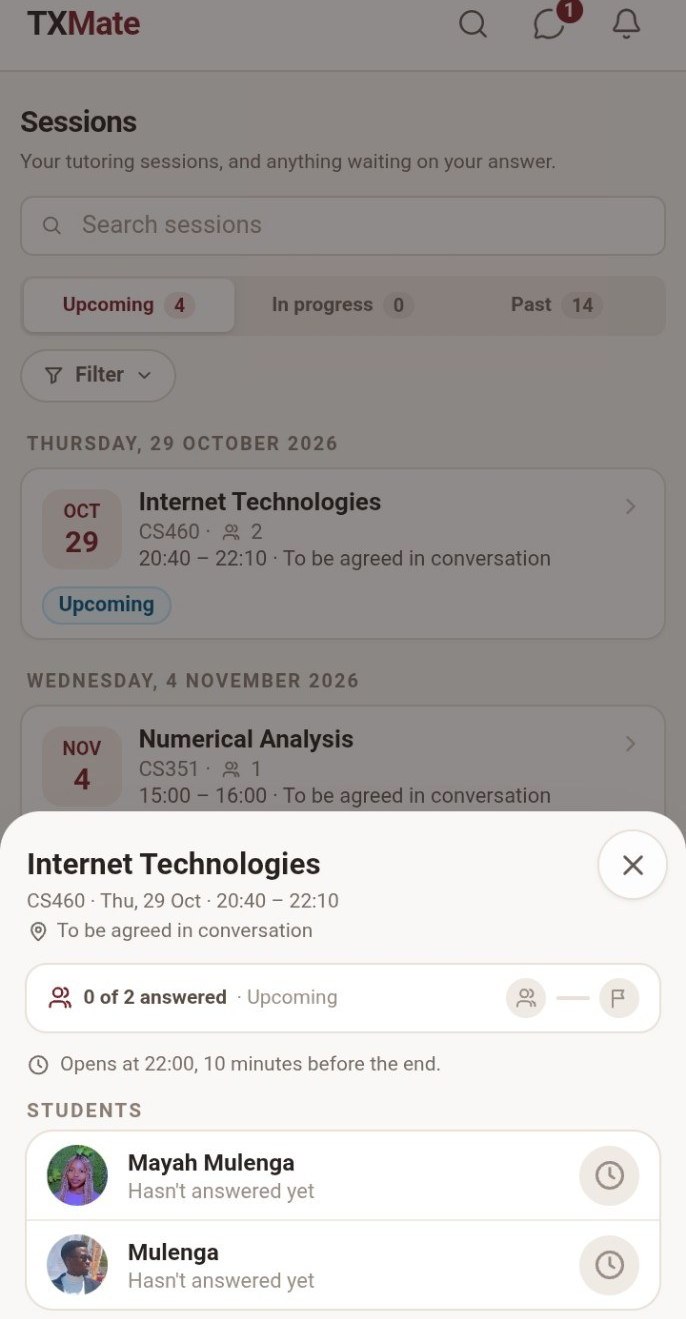 TXMate
1
Sessions
Your tutoring sessions, and anything waiting on your answer.
Search sessions
Upcoming 4
In progress 0
Past 14
Filter
THURSDAY, 29 OCTOBER 2026
OCT
29
Internet Technologies
CS460 · 2
20:40 – 22:10 · To be agreed in conversation
Upcoming
WEDNESDAY, 4 NOVEMBER 2026
NOV
4
Numerical Analysis
CS351 · 1
15:00 – 16:00 · To be agreed in conversation
Internet Technologies
CS460 · Thu, 29 Oct · 20:40 – 22:10
To be agreed in conversation
0 of 2 answered · Upcoming
Opens at 22:00, 10 minutes before the end.
STUDENTS
Mayah Mulenga
Hasn't answered yet
Mulenga
Hasn't answered yet